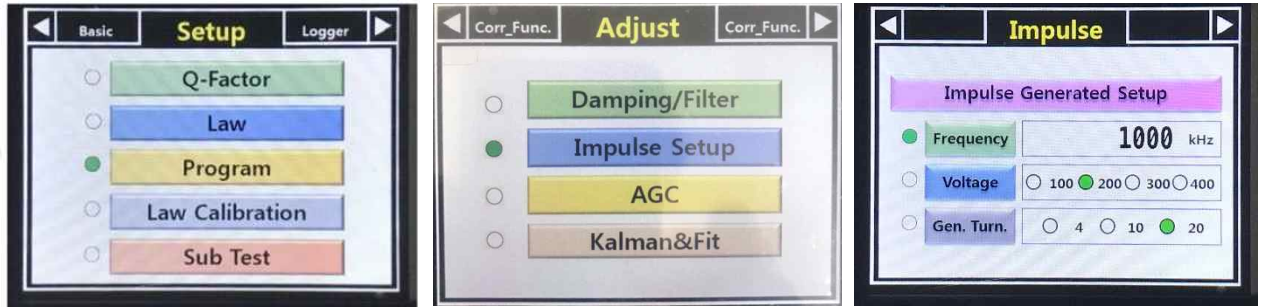 Basic Setup Logger
Q-Factor
Law
Program
Law Calibration
Sub Test
Corr_Func. Adjust Corr_Func.
Damping/Filter
Impulse Setup
AGC
Kalman&Fit
Impulse
Impulse Generated Setup
Frequency 1000 kHz
Voltage 100 200 300 400
Gen. Turn. 4 10 20